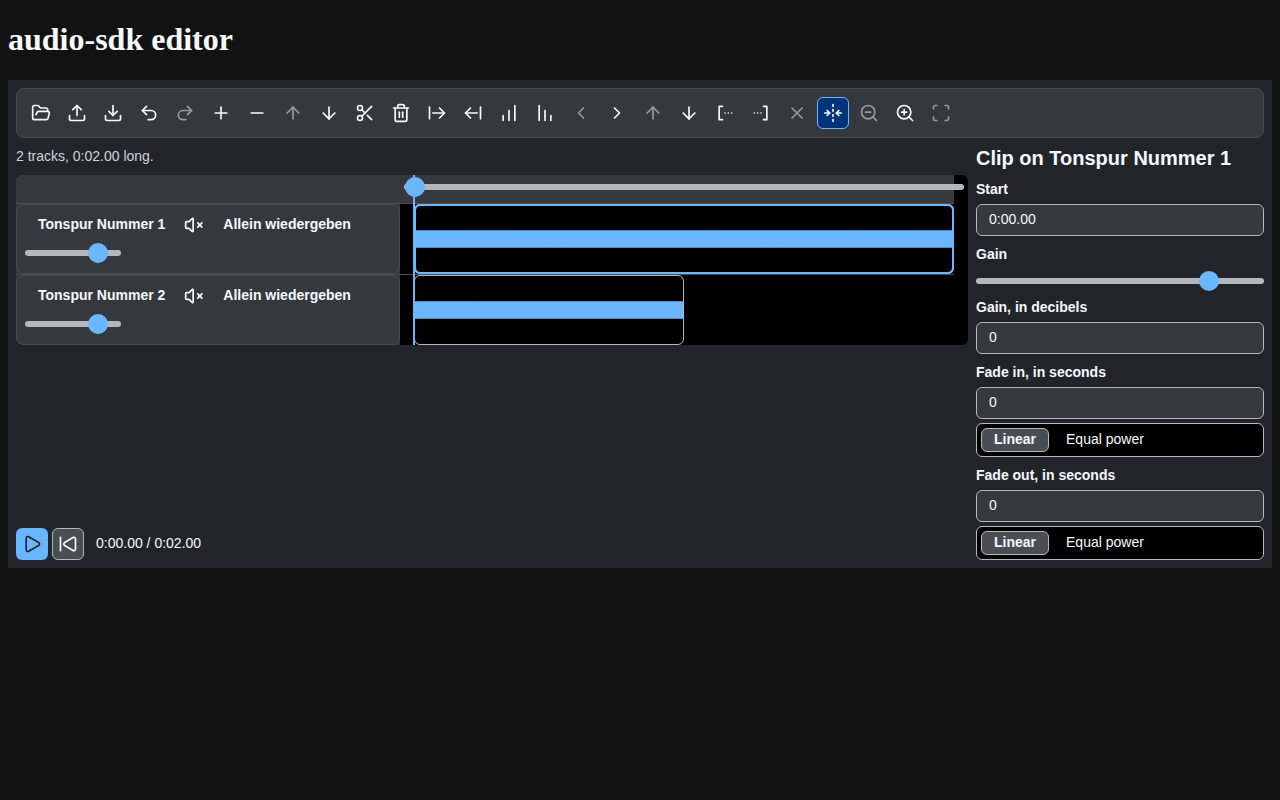 audio-sdk editor
2 tracks, 0:02.00 long.
Tonspur Nummer 1 Allein wiedergeben
Tonspur Nummer 2 Allein wiedergeben
0:00.00 / 0:02.00
Clip on Tonspur Nummer 1
Start
0:00.00
Gain
Gain, in decibels
0
Fade in, in seconds
0
Linear Equal power
Fade out, in seconds
0
Linear Equal power